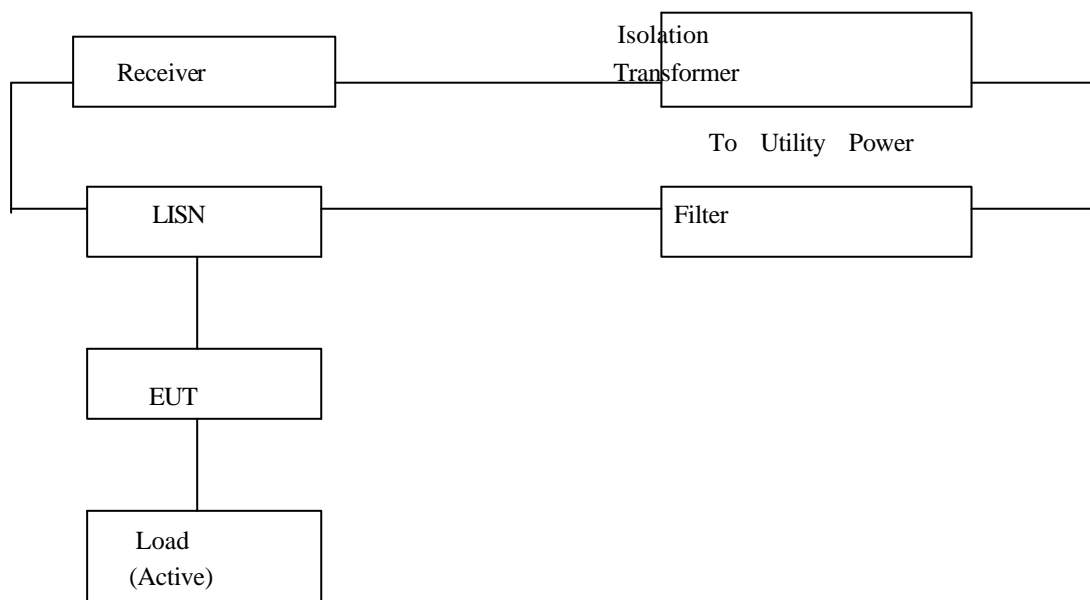 Isolation
Receiver
Transformer
To Utility Power
LISN
Filter
EUT
Load
(Active)